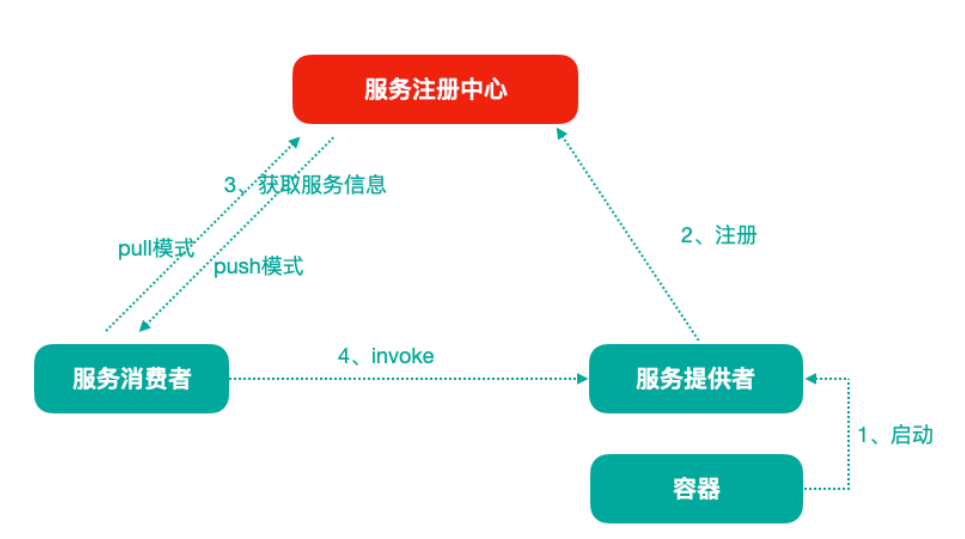 服务注册中心
3、获取服务信息
2、注册
pull模式
push模式
4、invoke
服务消费者
服务提供者
1、启动
容器